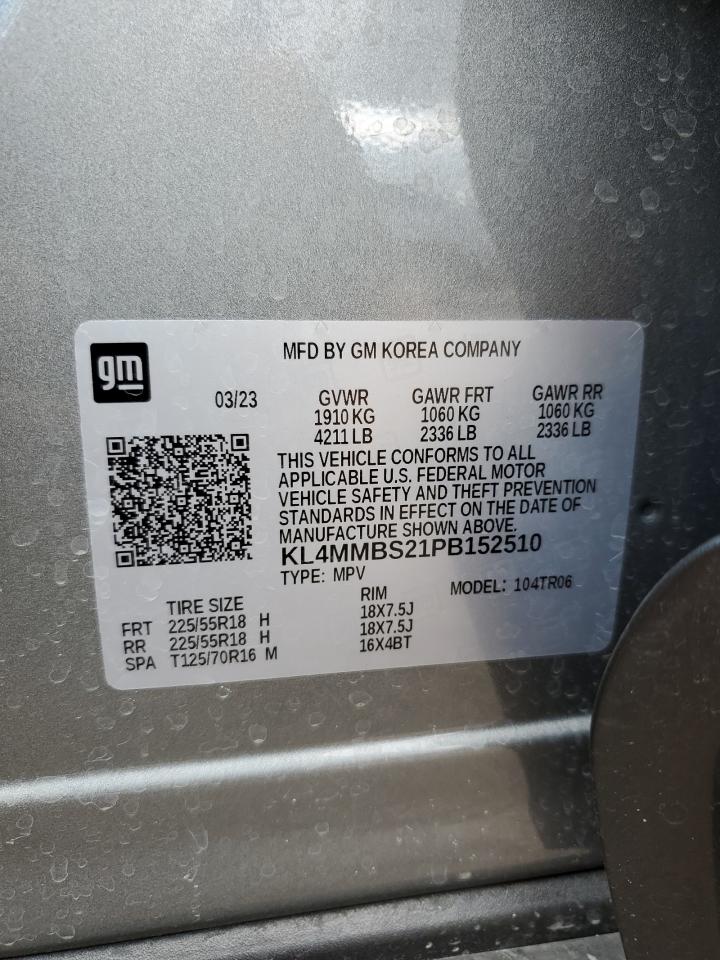 gm
MFD BY GM KOREA COMPANY
03/23 GVWR GAWR FRT GAWR RR
1910 KG 1060 KG 1060 KG
4211 LB 2336 LB 2336 LB
THIS VEHICLE CONFORMS TO ALL
APPLICABLE U.S. FEDERAL MOTOR
VEHICLE SAFETY AND THEFT PREVENTION
STANDARDS IN EFFECT ON THE DATE OF
MANUFACTURE SHOWN ABOVE.
KL4MMBS21PB152510
TYPE: MPV MODEL: 104TR06
TIRE SIZE RIM
FRT 225/55R18 H 18X7.5J
RR 225/55R18 H 18X7.5J
SPA T125/70R16 M 16X4BT